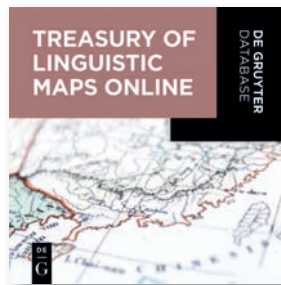 TREASURY OF
LINGUISTIC
MAPS ONLINE
DE GRUYTER
DATABASE
DE
G